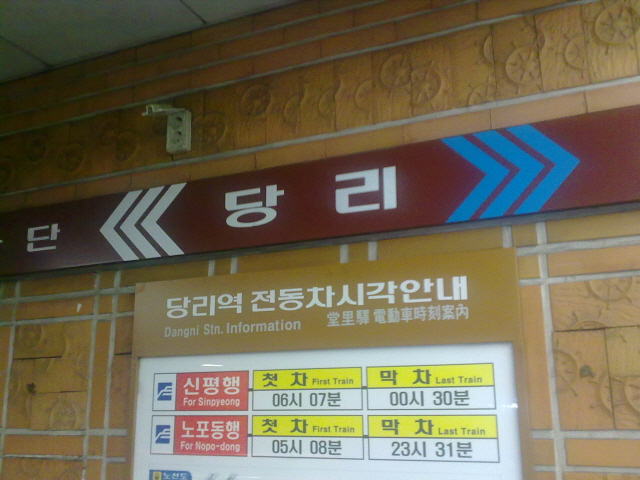 단
당 리
당리역 전동차시각안내
Dangni Stn. Information 堂里驛 電動車時刻案內
신평행 첫 차 First Train 막 차 Last Train
For Sinpyeong 06시 07분 00시 30분
노포동행 첫 차 First Train 막 차 Last Train
For Nopo-dong 05시 08분 23시 31분
노선도